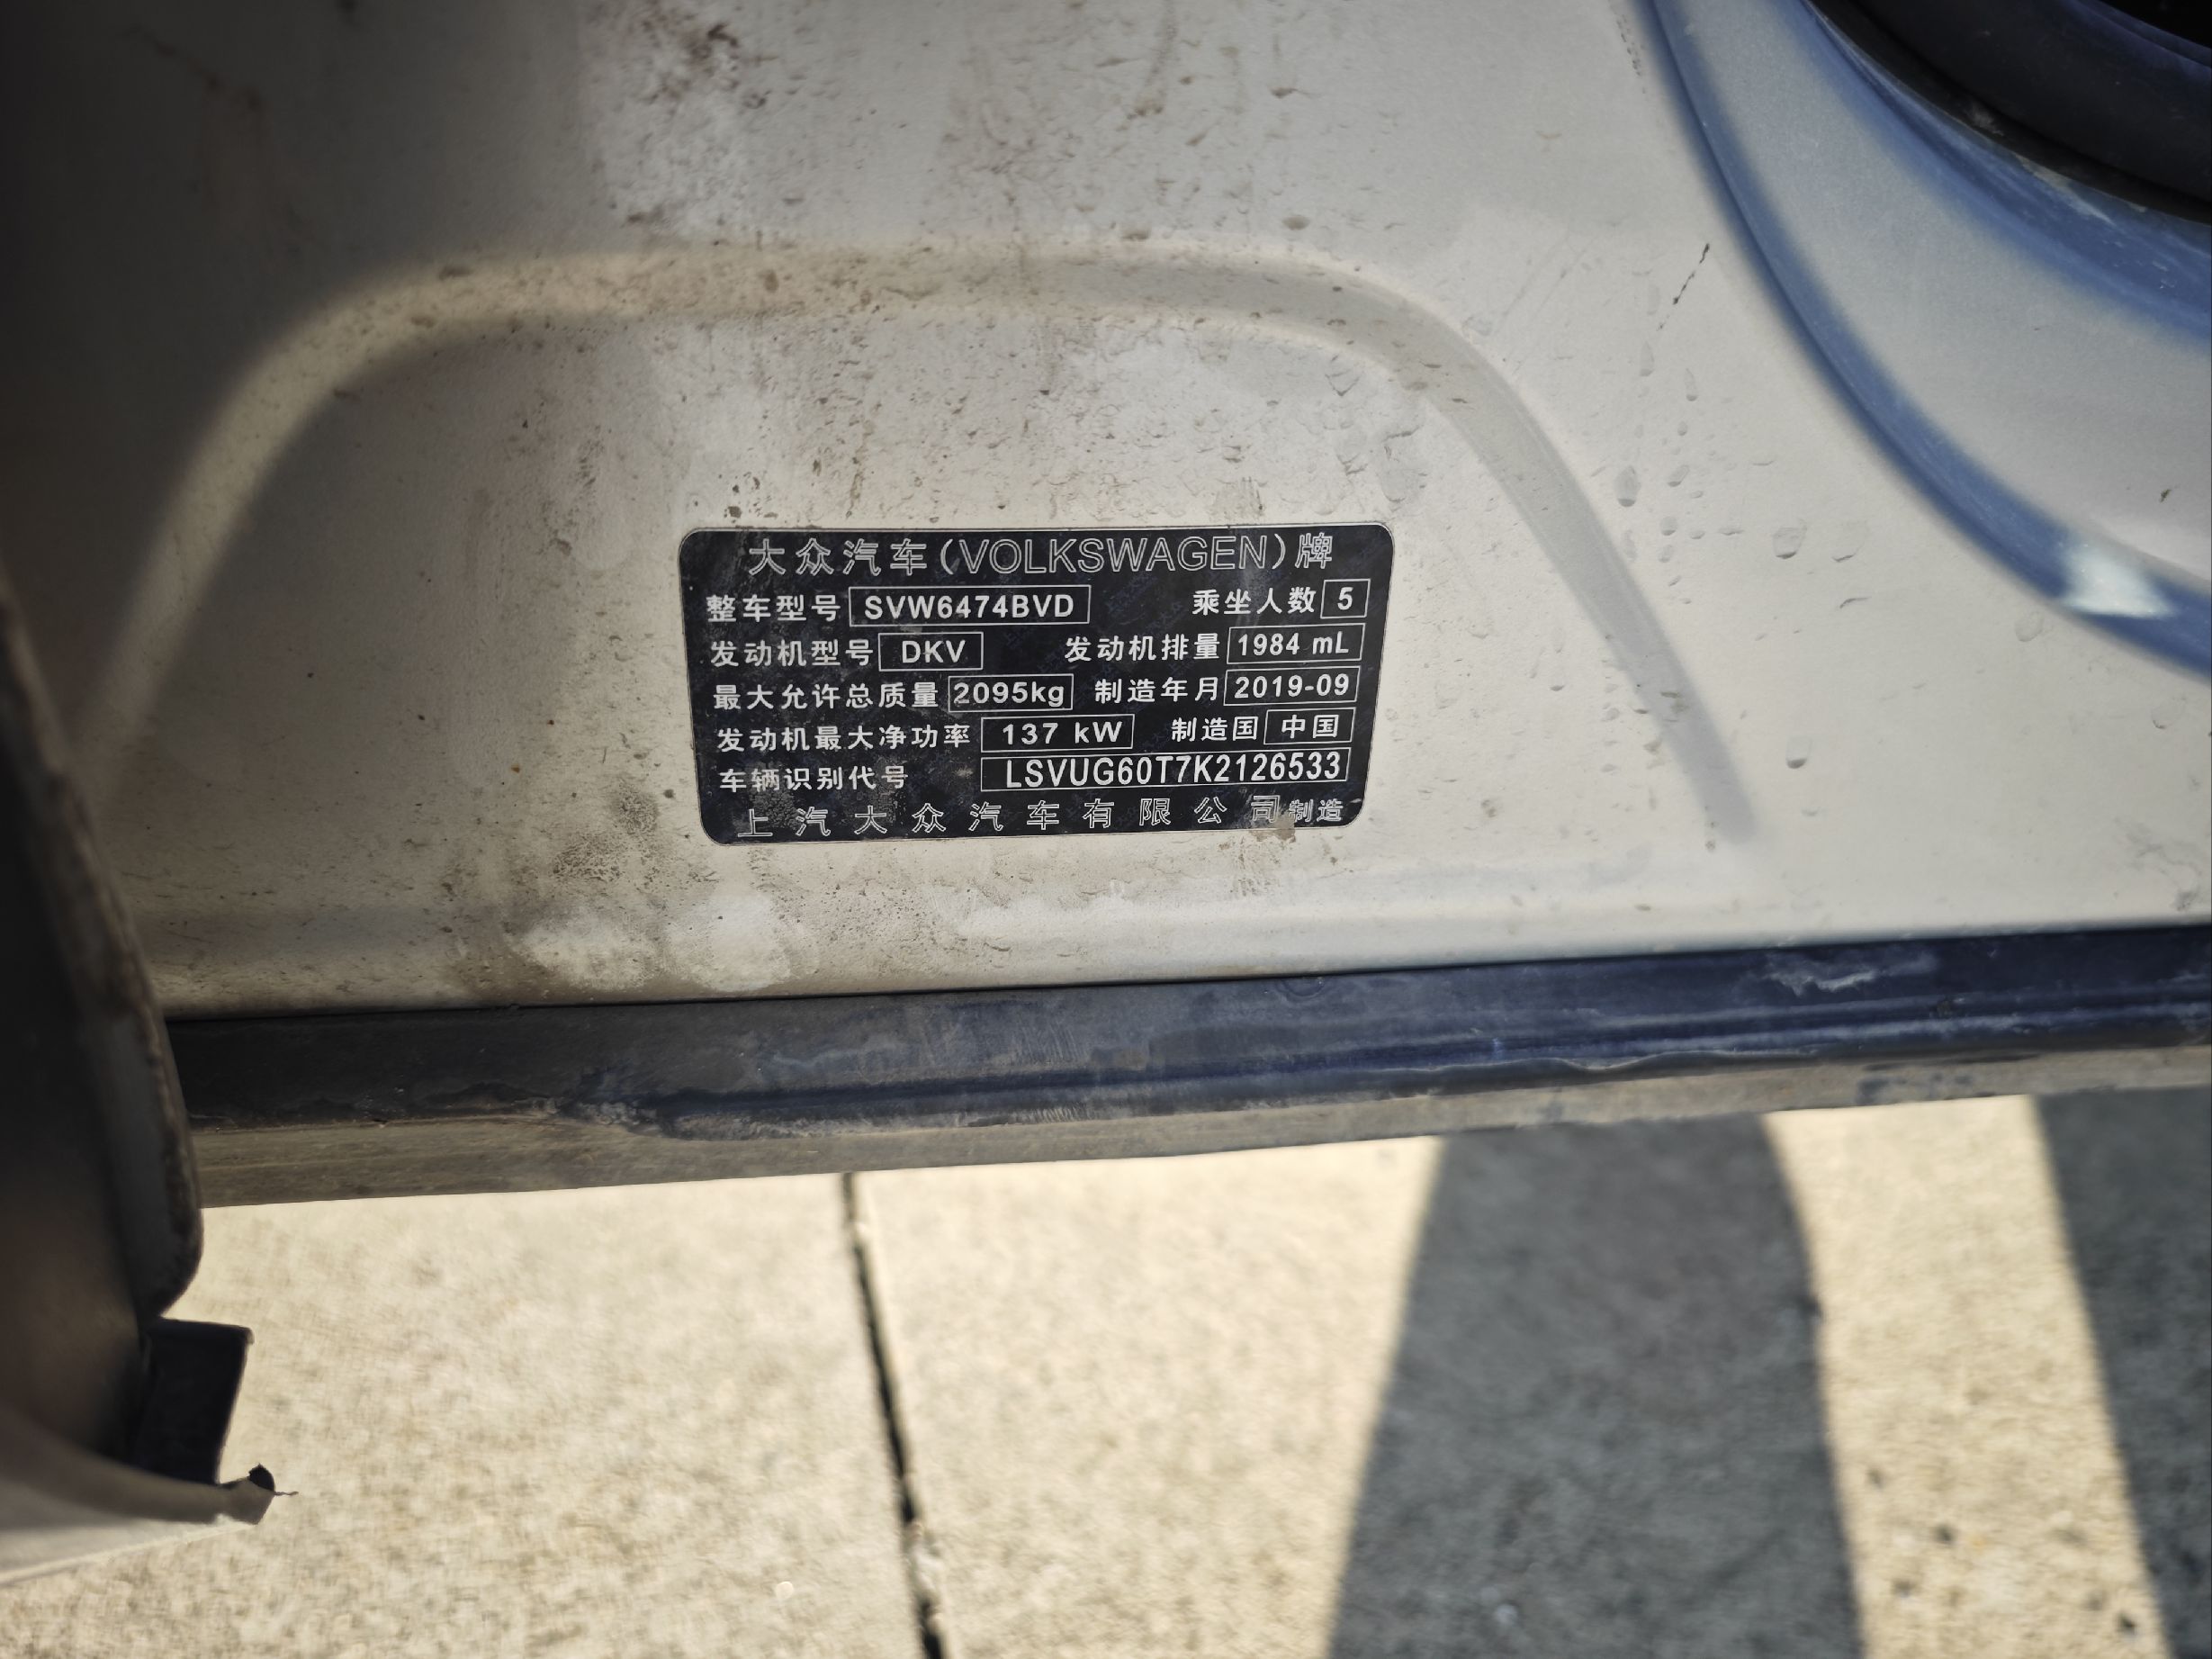 大众汽车(VOLKSWAGEN)牌
整车型号 SVW6474BVD 乘坐人数 5
发动机型号 DKV 发动机排量 1984 mL
最大允许总质量 2095kg 制造年月 2019-09
发动机最大净功率 137 kW 制造国 中国
车辆识别代号 LSVUG60T7K2126533
上汽大众汽车有限公司制造